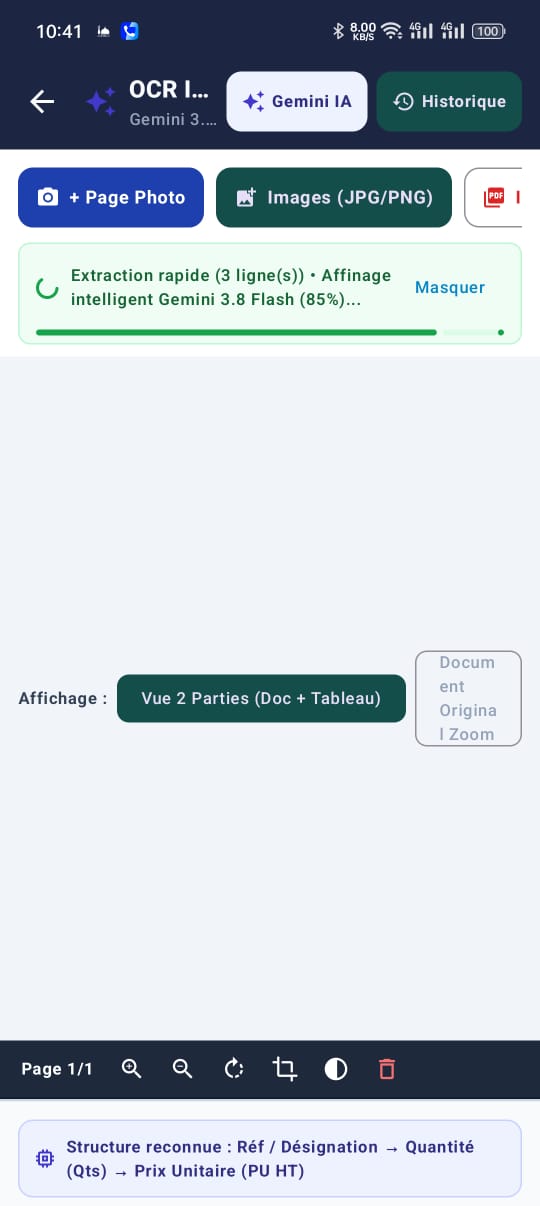 10:41
8.00
KB/S
4G
4G
100
OCR I...
Gemini 3....
Gemini IA
Historique
+ Page Photo
Images (JPG/PNG)
PDF
Extraction rapide (3 ligne(s)) • Affinage
intelligent Gemini 3.8 Flash (85%)...
Masquer
Affichage :
Vue 2 Parties (Doc + Tableau)
Docum
ent
Origina
l Zoom
Page 1/1
Structure reconnue : Réf / Désignation → Quantité
(Qts) → Prix Unitaire (PU HT)